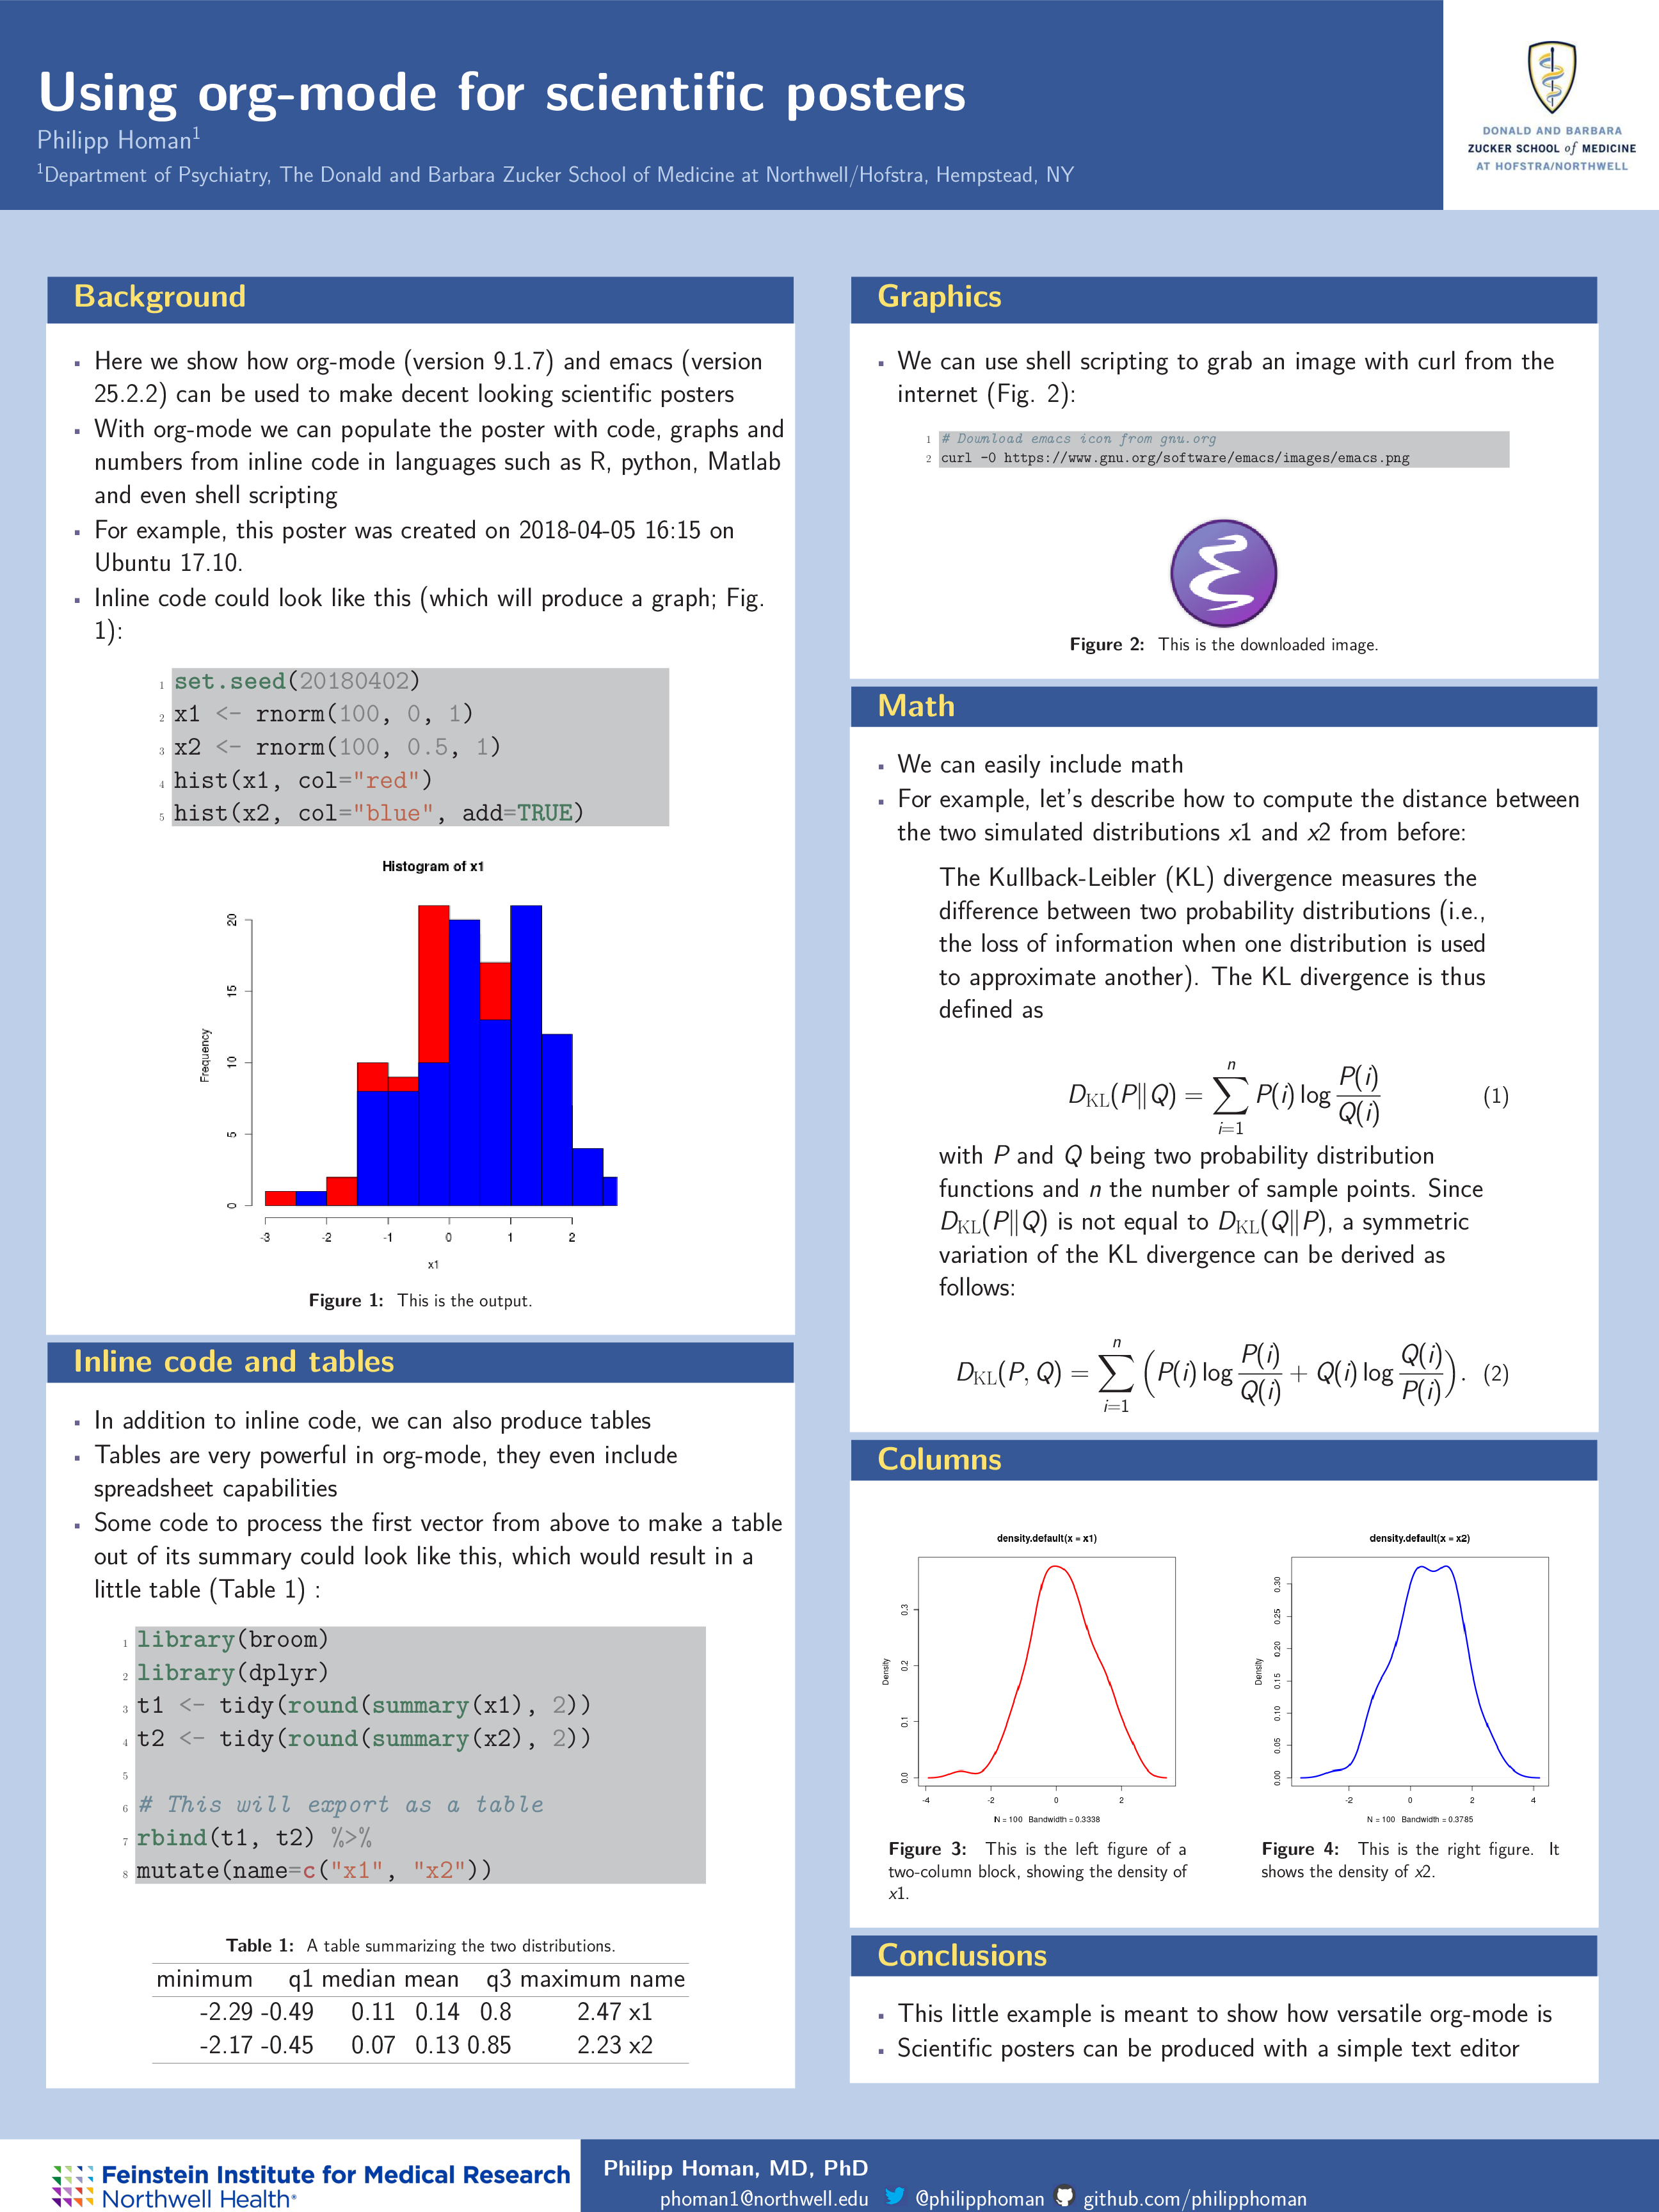 Using org-mode for scientific posters
Philipp Homan1
1Department of Psychiatry, The Donald and Barbara Zucker School of Medicine at Northwell/Hofstra, Hempstead, NY
DONALD AND BARBARA
ZUCKER SCHOOL of MEDICINE
AT HOFSTRA/NORTHWELL
Background
Here we show how org-mode (version 9.1.7) and emacs (version
25.2.2) can be used to make decent looking scientific posters
With org-mode we can populate the poster with code, graphs and
numbers from inline code in languages such as R, python, Matlab
and even shell scripting
For example, this poster was created on 2018-04-05 16:15 on
Ubuntu 17.10.
Inline code could look like this (which will produce a graph; Fig.
1):
1 set.seed(20180402)
2 x1 <- rnorm(100, 0, 1)
3 x2 <- rnorm(100, 0.5, 1)
4 hist(x1, col="red")
5 hist(x2, col="blue", add=TRUE)
Histogram of x1
Frequency
20
15
10
5
0
-3 -2 -1 0 1 2
x1
Figure 1: This is the output.
Inline code and tables
In addition to inline code, we can also produce tables
Tables are very powerful in org-mode, they even include
spreadsheet capabilities
Some code to process the first vector from above to make a table
out of its summary could look like this, which would result in a
little table (Table 1) :
1 library(broom)
2 library(dplyr)
3 t1 <- tidy(round(summary(x1), 2))
4 t2 <- tidy(round(summary(x2), 2))
5
6 # This will export as a table
7 rbind(t1, t2) %>%
8 mutate(name=c("x1", "x2"))
Table 1: A table summarizing the two distributions.
minimum q1 median mean q3 maximum name
-2.29 -0.49 0.11 0.14 0.8 2.47 x1
-2.17 -0.45 0.07 0.13 0.85 2.23 x2
Graphics
We can use shell scripting to grab an image with curl from the
internet (Fig. 2):
1 # Download emacs icon from gnu.org
2 curl -O https://www.gnu.org/software/emacs/images/emacs.png
Figure 2: This is the downloaded image.
Math
We can easily include math
For example, let's describe how to compute the distance between
the two simulated distributions x1 and x2 from before:
The Kullback-Leibler (KL) divergence measures the
difference between two probability distributions (i.e.,
the loss of information when one distribution is used
to approximate another). The KL divergence is thus
defined as
D_KL(P‖Q) = ∑_{i=1}^{n} P(i) log P(i)/Q(i) (1)
with P and Q being two probability distribution
functions and n the number of sample points. Since
D_KL(P‖Q) is not equal to D_KL(Q‖P), a symmetric
variation of the KL divergence can be derived as
follows:
D_KL(P, Q) = ∑_{i=1}^{n} (P(i) log P(i)/Q(i) + Q(i) log Q(i)/P(i)). (2)
Columns
density.default(x = x1)
Density
0.3
0.2
0.1
0.0
-4 -2 0 2
N = 100 Bandwidth = 0.3338
Figure 3: This is the left figure of a
two-column block, showing the density of
x1.
density.default(x = x2)
Density
0.30
0.25
0.20
0.15
0.10
0.05
0.00
-2 0 2 4
N = 100 Bandwidth = 0.3785
Figure 4: This is the right figure. It
shows the density of x2.
Conclusions
This little example is meant to show how versatile org-mode is
Scientific posters can be produced with a simple text editor
Feinstein Institute for Medical Research
Northwell Health®
Philipp Homan, MD, PhD
phoman1@northwell.edu @philipphoman github.com/philipphoman